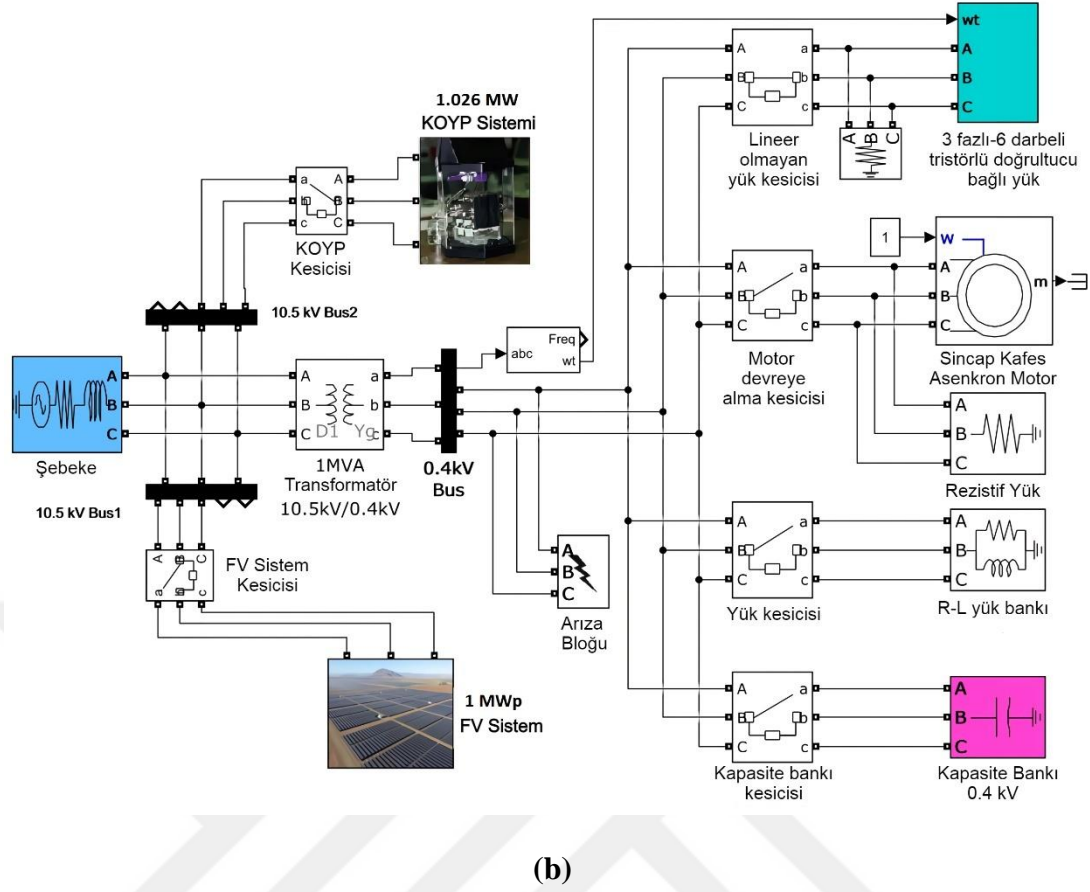 wt
A
B
C
3 fazlı-6 darbeli
tristörlü doğrultucu
bağlı yük
A a
B b
C c
Lineer
olmayan
yük kesicisi
A B C
1.026 MW
KOYP Sistemi
a A
b B
c C
KOYP
Kesicisi
10.5 kV Bus2
A
B
C
Şebeke
A a
B b
C c
D1 Yg
1MVA
Transformatör
10.5kV/0.4kV
0.4kV
Bus
abc
Freq
wt
10.5 kV Bus1
A B C
a b c
FV Sistem
Kesicisi
1 MWp
FV Sistem
A
B
C
Arıza
Bloğu
A a
B b
C c
Motor
devreye
alma kesicisi
1
w
A
B
C
m
Sincap Kafes
Asenkron Motor
A
B
C
Rezistif Yük
A a
B b
C c
Yük kesicisi
A
B
C
R-L yük bankı
A a
B b
C c
Kapasite bankı
kesicisi
A
B
C
Kapasite Bankı
0.4 kV
(b)